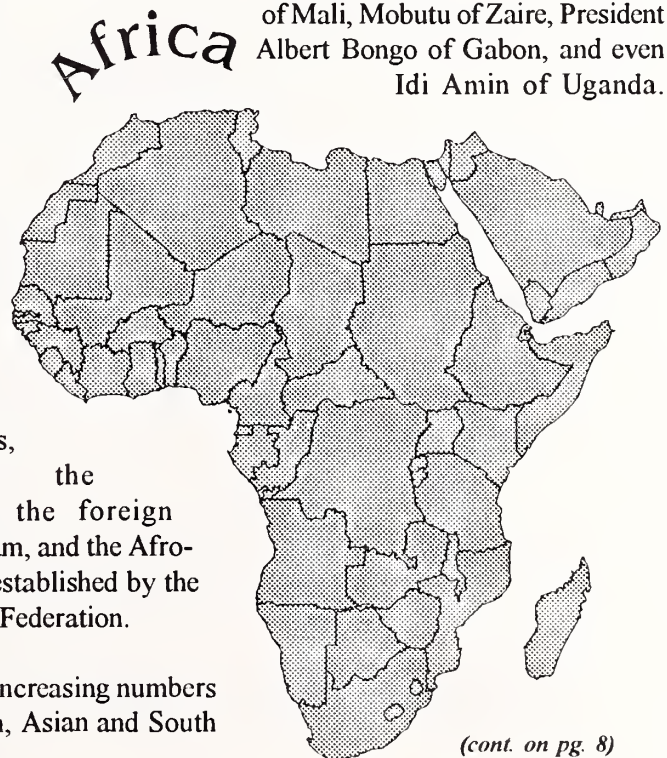 Africa
of Mali, Mobutu of Zaire, President
Albert Bongo of Gabon, and even
Idi Amin of Uganda.
the
the foreign
and the Afro-
established by the
Federation.
increasing numbers
Asian and South
(cont. on pg. 8)